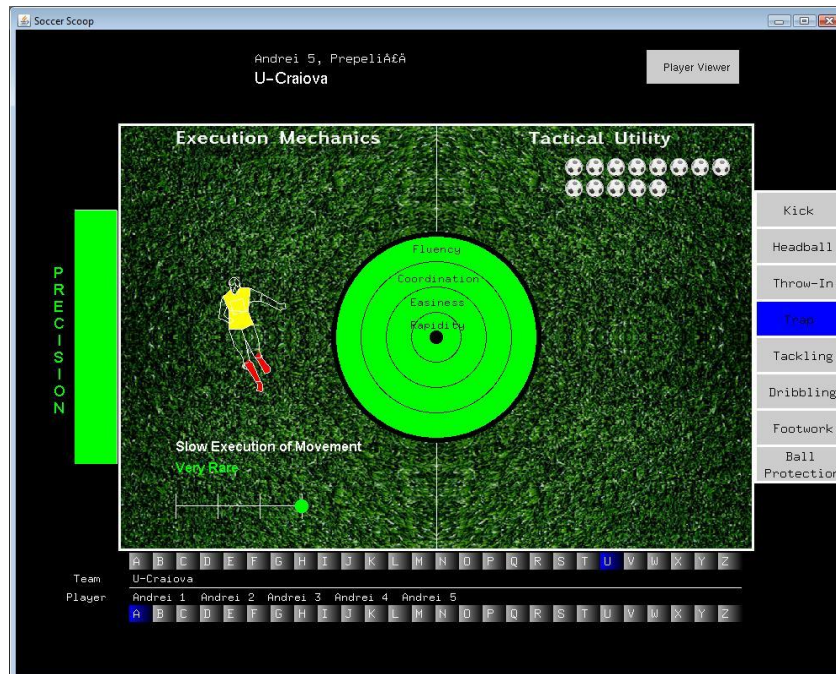 Soccer Scoop
Andrei 5, PrepeliÃ£Ä
U-Craiova
Player Viewer
Execution Mechanics
Tactical Utility
PRECISION
Fluency
Coordination
Easiness
Rapidity
Slow Execution of Movement
Very Rare
Kick
Headball
Throw-In
Trap
Tackling
Dribbling
Footwork
Ball
Protection
A B C D E F G H I J K L M N O P Q R S T U V W X Y Z
Team U-Craiova
Player Andrei 1 Andrei 2 Andrei 3 Andrei 4 Andrei 5
A B C D E F G H I J K L M N O P Q R S T U V W X Y Z